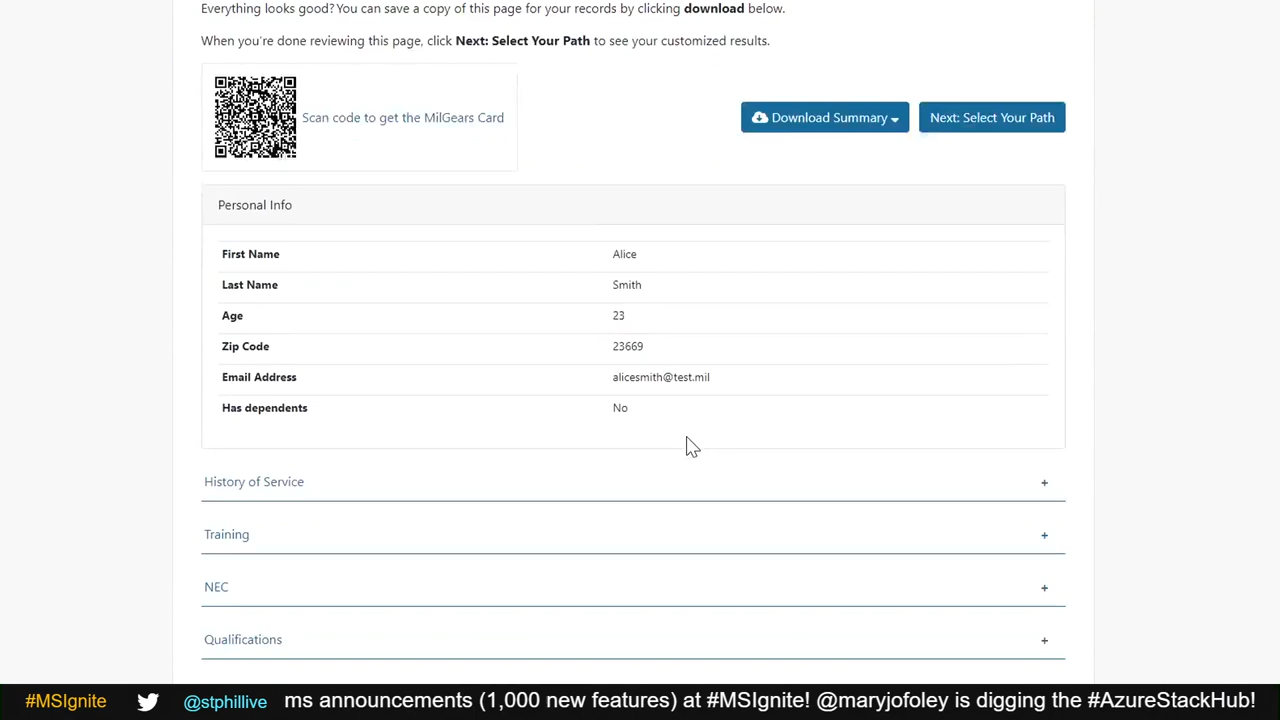 Everything looks good? You can save a copy of this page for your records by clicking download below.
When you're done reviewing this page, click Next: Select Your Path to see your customized results.
Scan code to get the MilGears Card
Download Summary
Next: Select Your Path
Personal Info
First Name Alice
Last Name Smith
Age 23
Zip Code 23669
Email Address alicesmith@test.mil
Has dependents No
History of Service +
Training +
NEC +
Qualifications +
#MSIgnite @stphillive ms announcements (1,000 new features) at #MSIgnite! @maryjofoley is digging the #AzureStackHub!